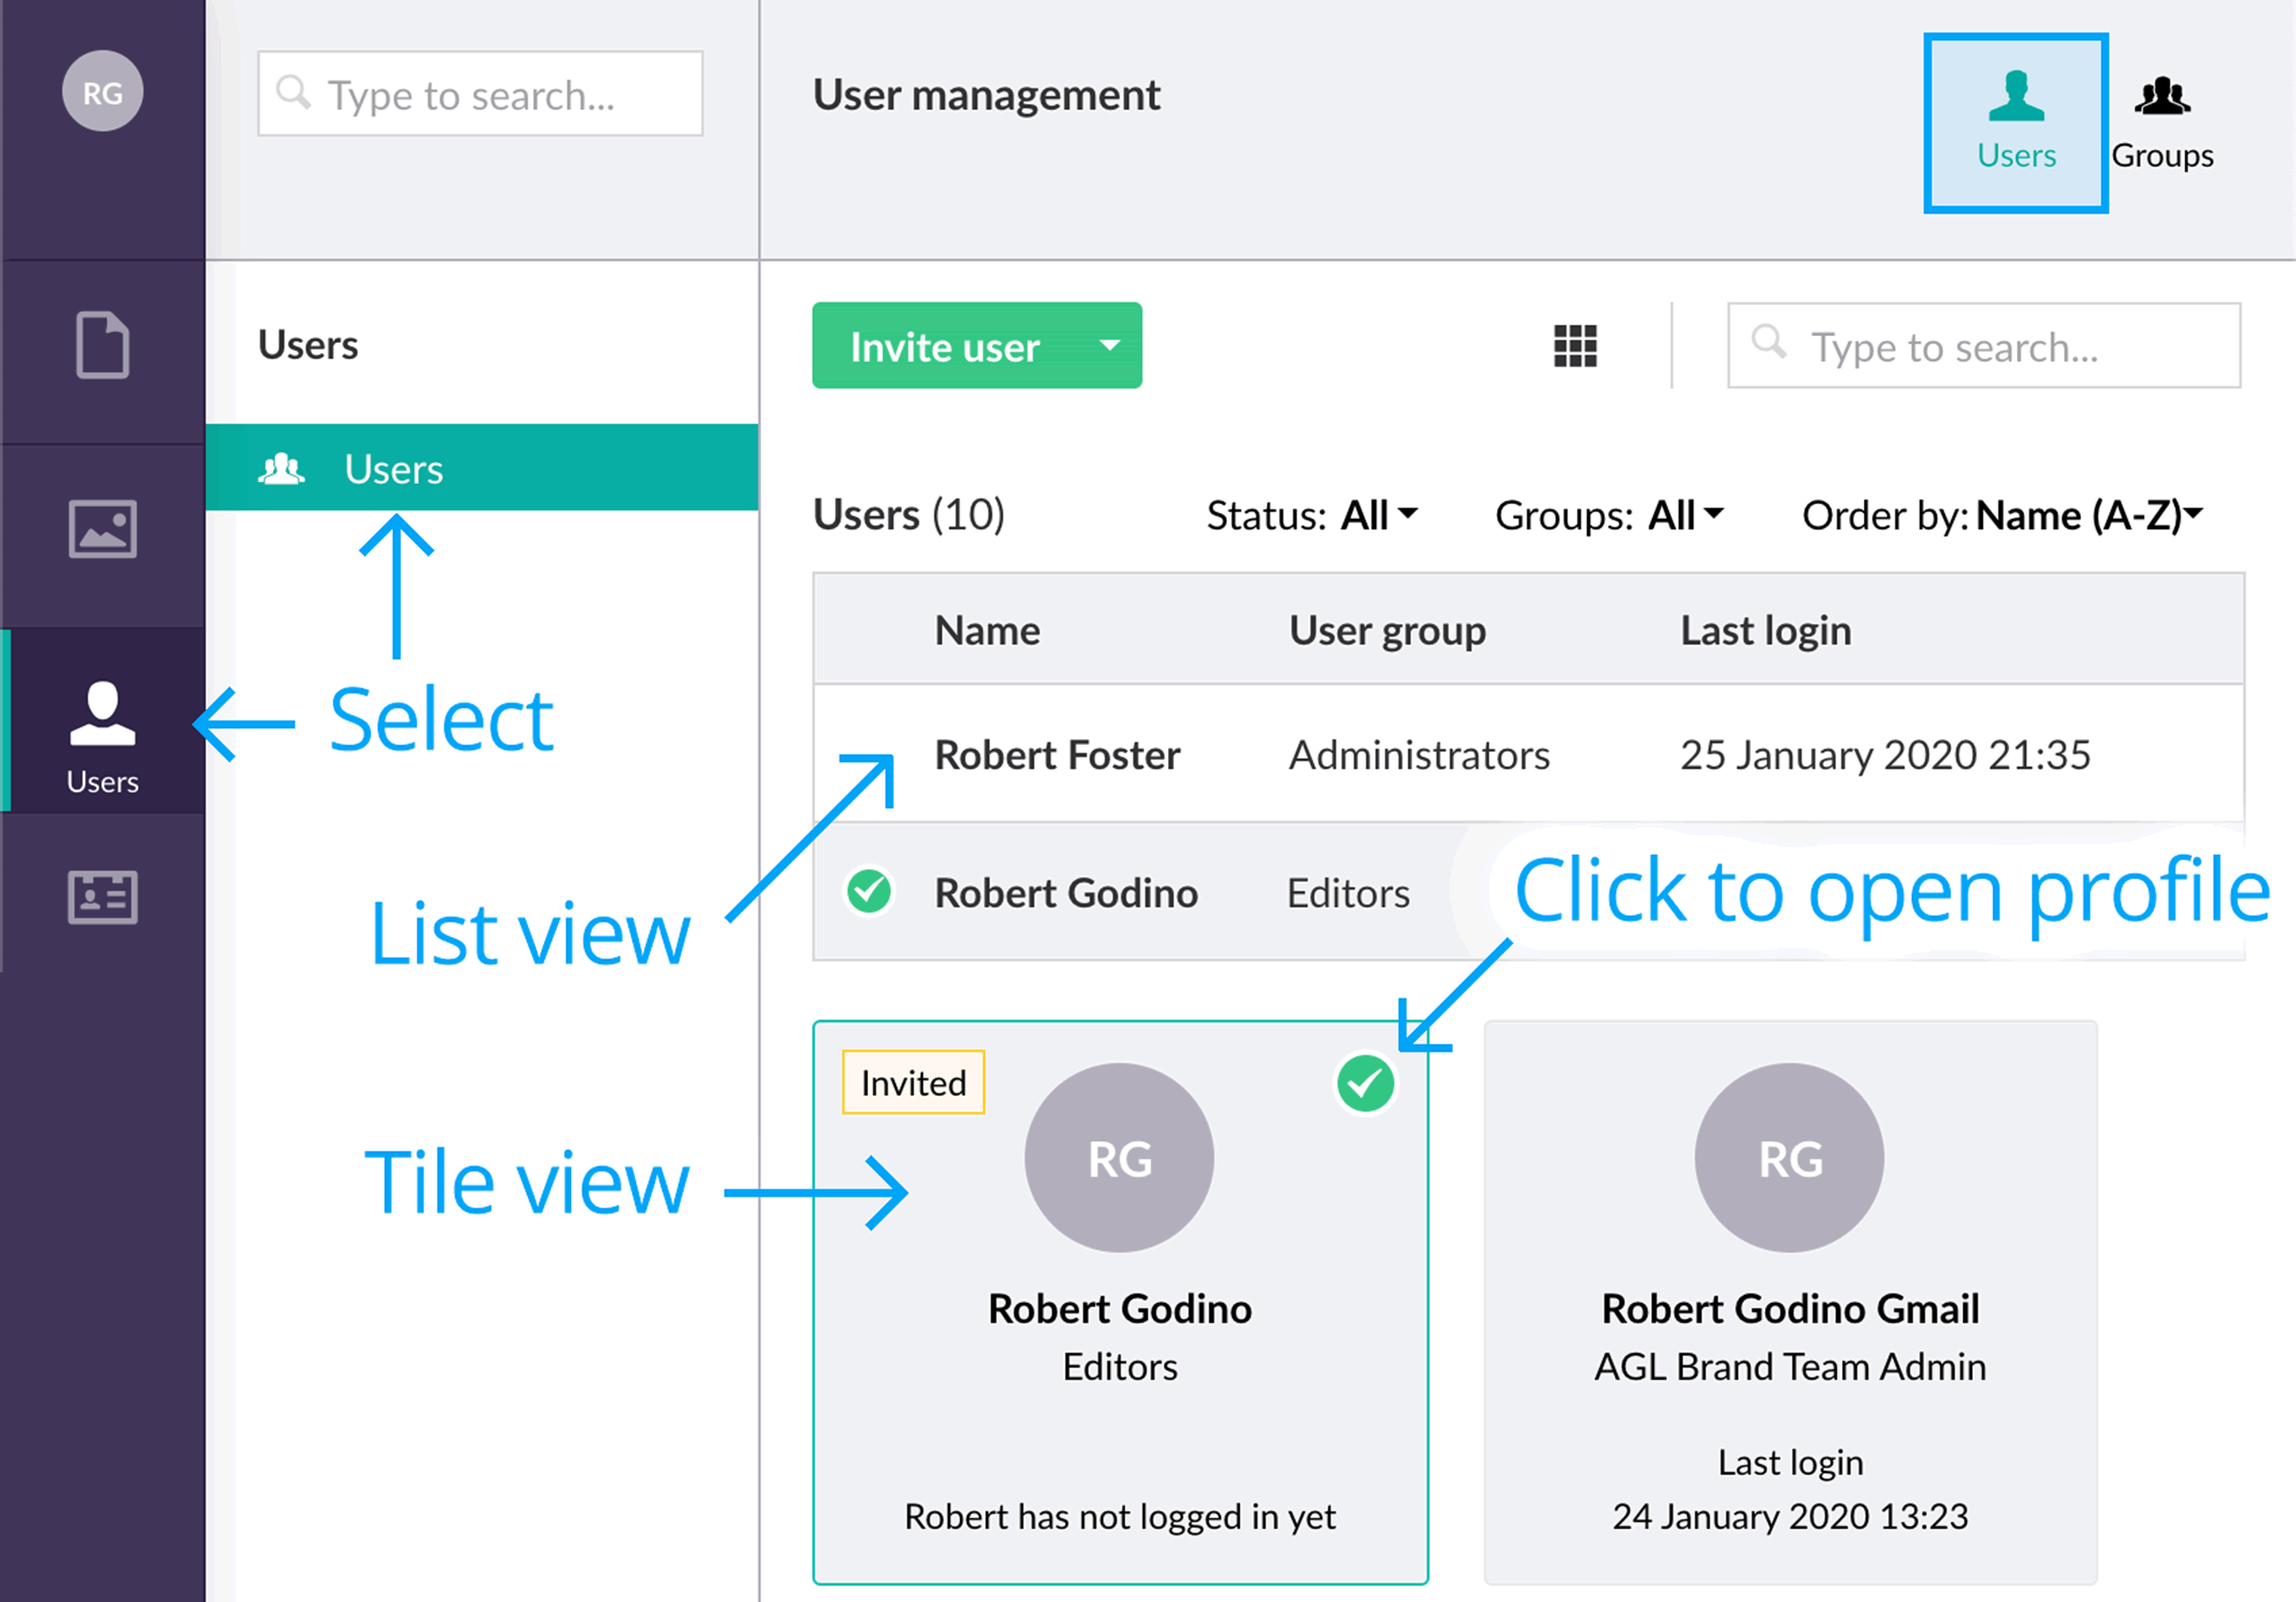 RG
Type to search...
User management
Users
Groups
Users
Invite user
Type to search...
Users
Users (10)
Status: All
Groups: All
Order by: Name (A-Z)
Name User group Last login
Select
Users
Robert Foster Administrators 25 January 2020 21:35
List view
Robert Godino Editors
Click to open profile
Tile view
Invited
RG
Robert Godino
Editors
Robert has not logged in yet
RG
Robert Godino Gmail
AGL Brand Team Admin
Last login
24 January 2020 13:23